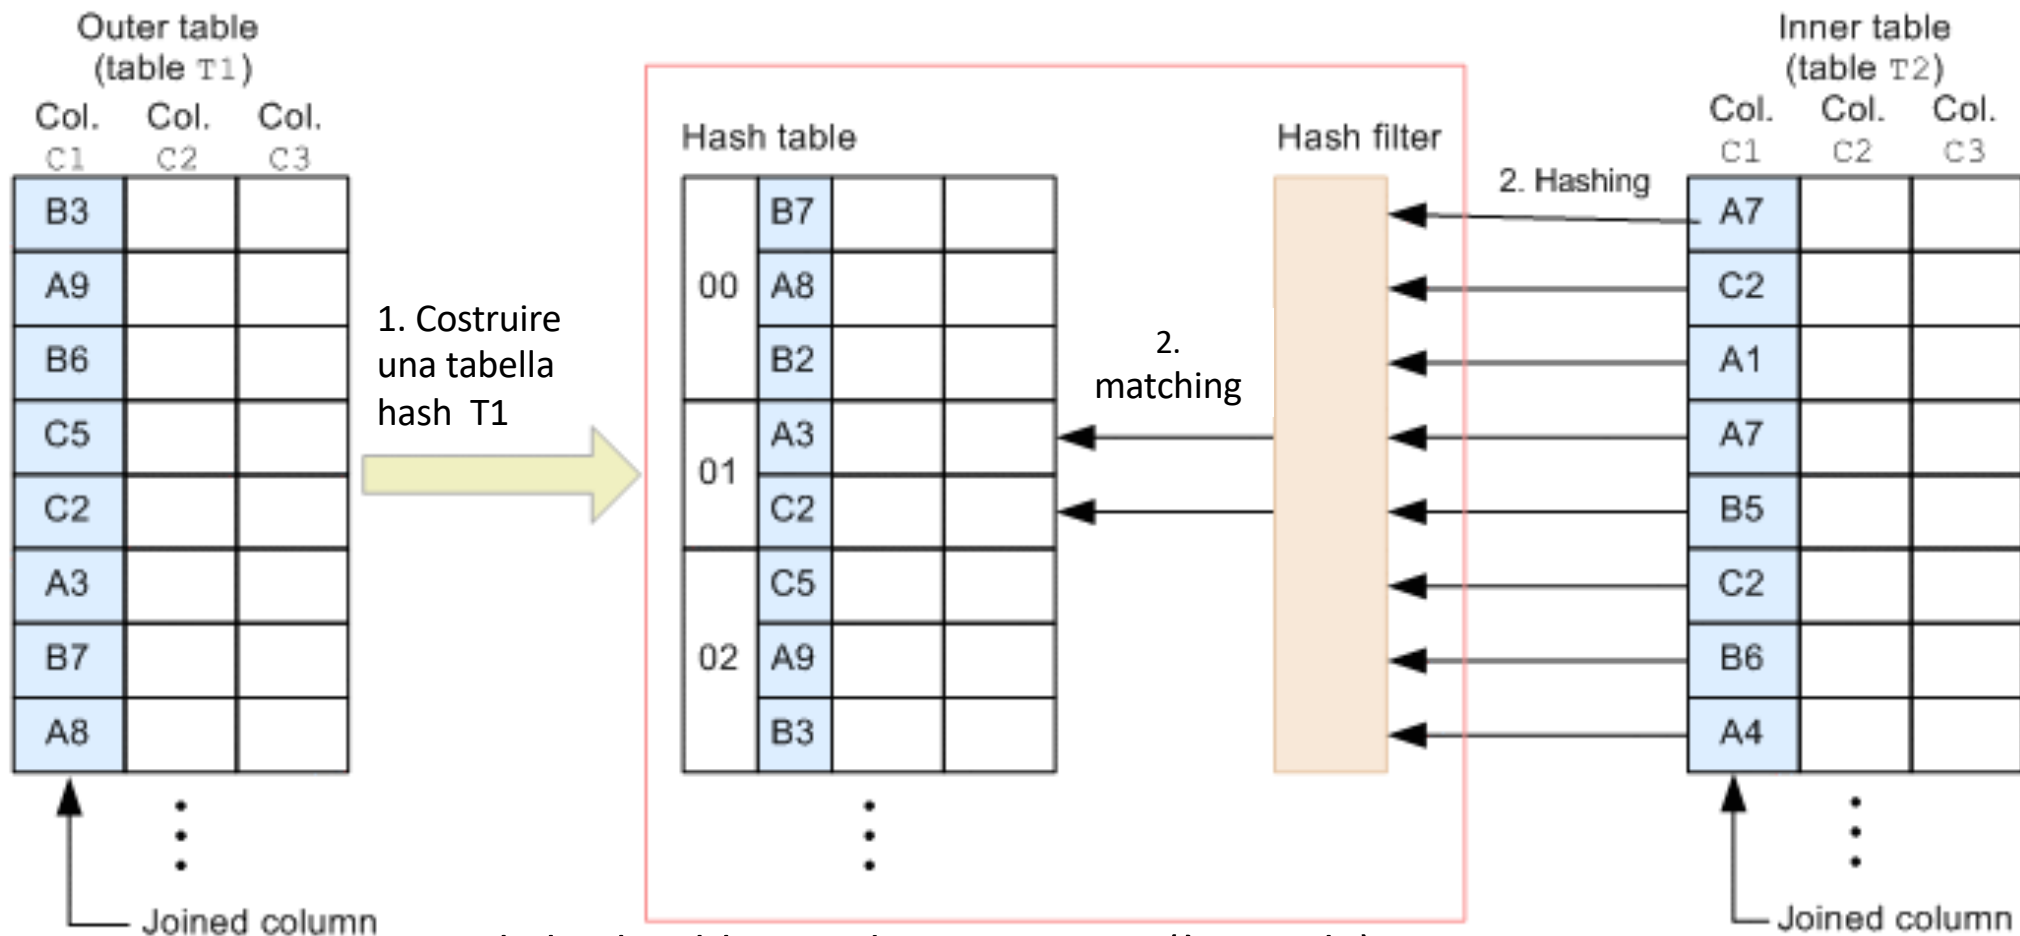 Outer table
(table T1)
Col. Col. Col.
C1 C2 C3
B3
A9
B6
C5
C2
A3
B7
A8
Joined column
1. Costruire
una tabella
hash T1
Hash table
00
B7
A8
B2
01
A3
C2
02
C5
A9
B3
2.
matching
Hash filter
2. Hashing
Inner table
(table T2)
Col. Col. Col.
C1 C2 C3
A7
C2
A1
A7
B5
C2
B6
A4
Joined column